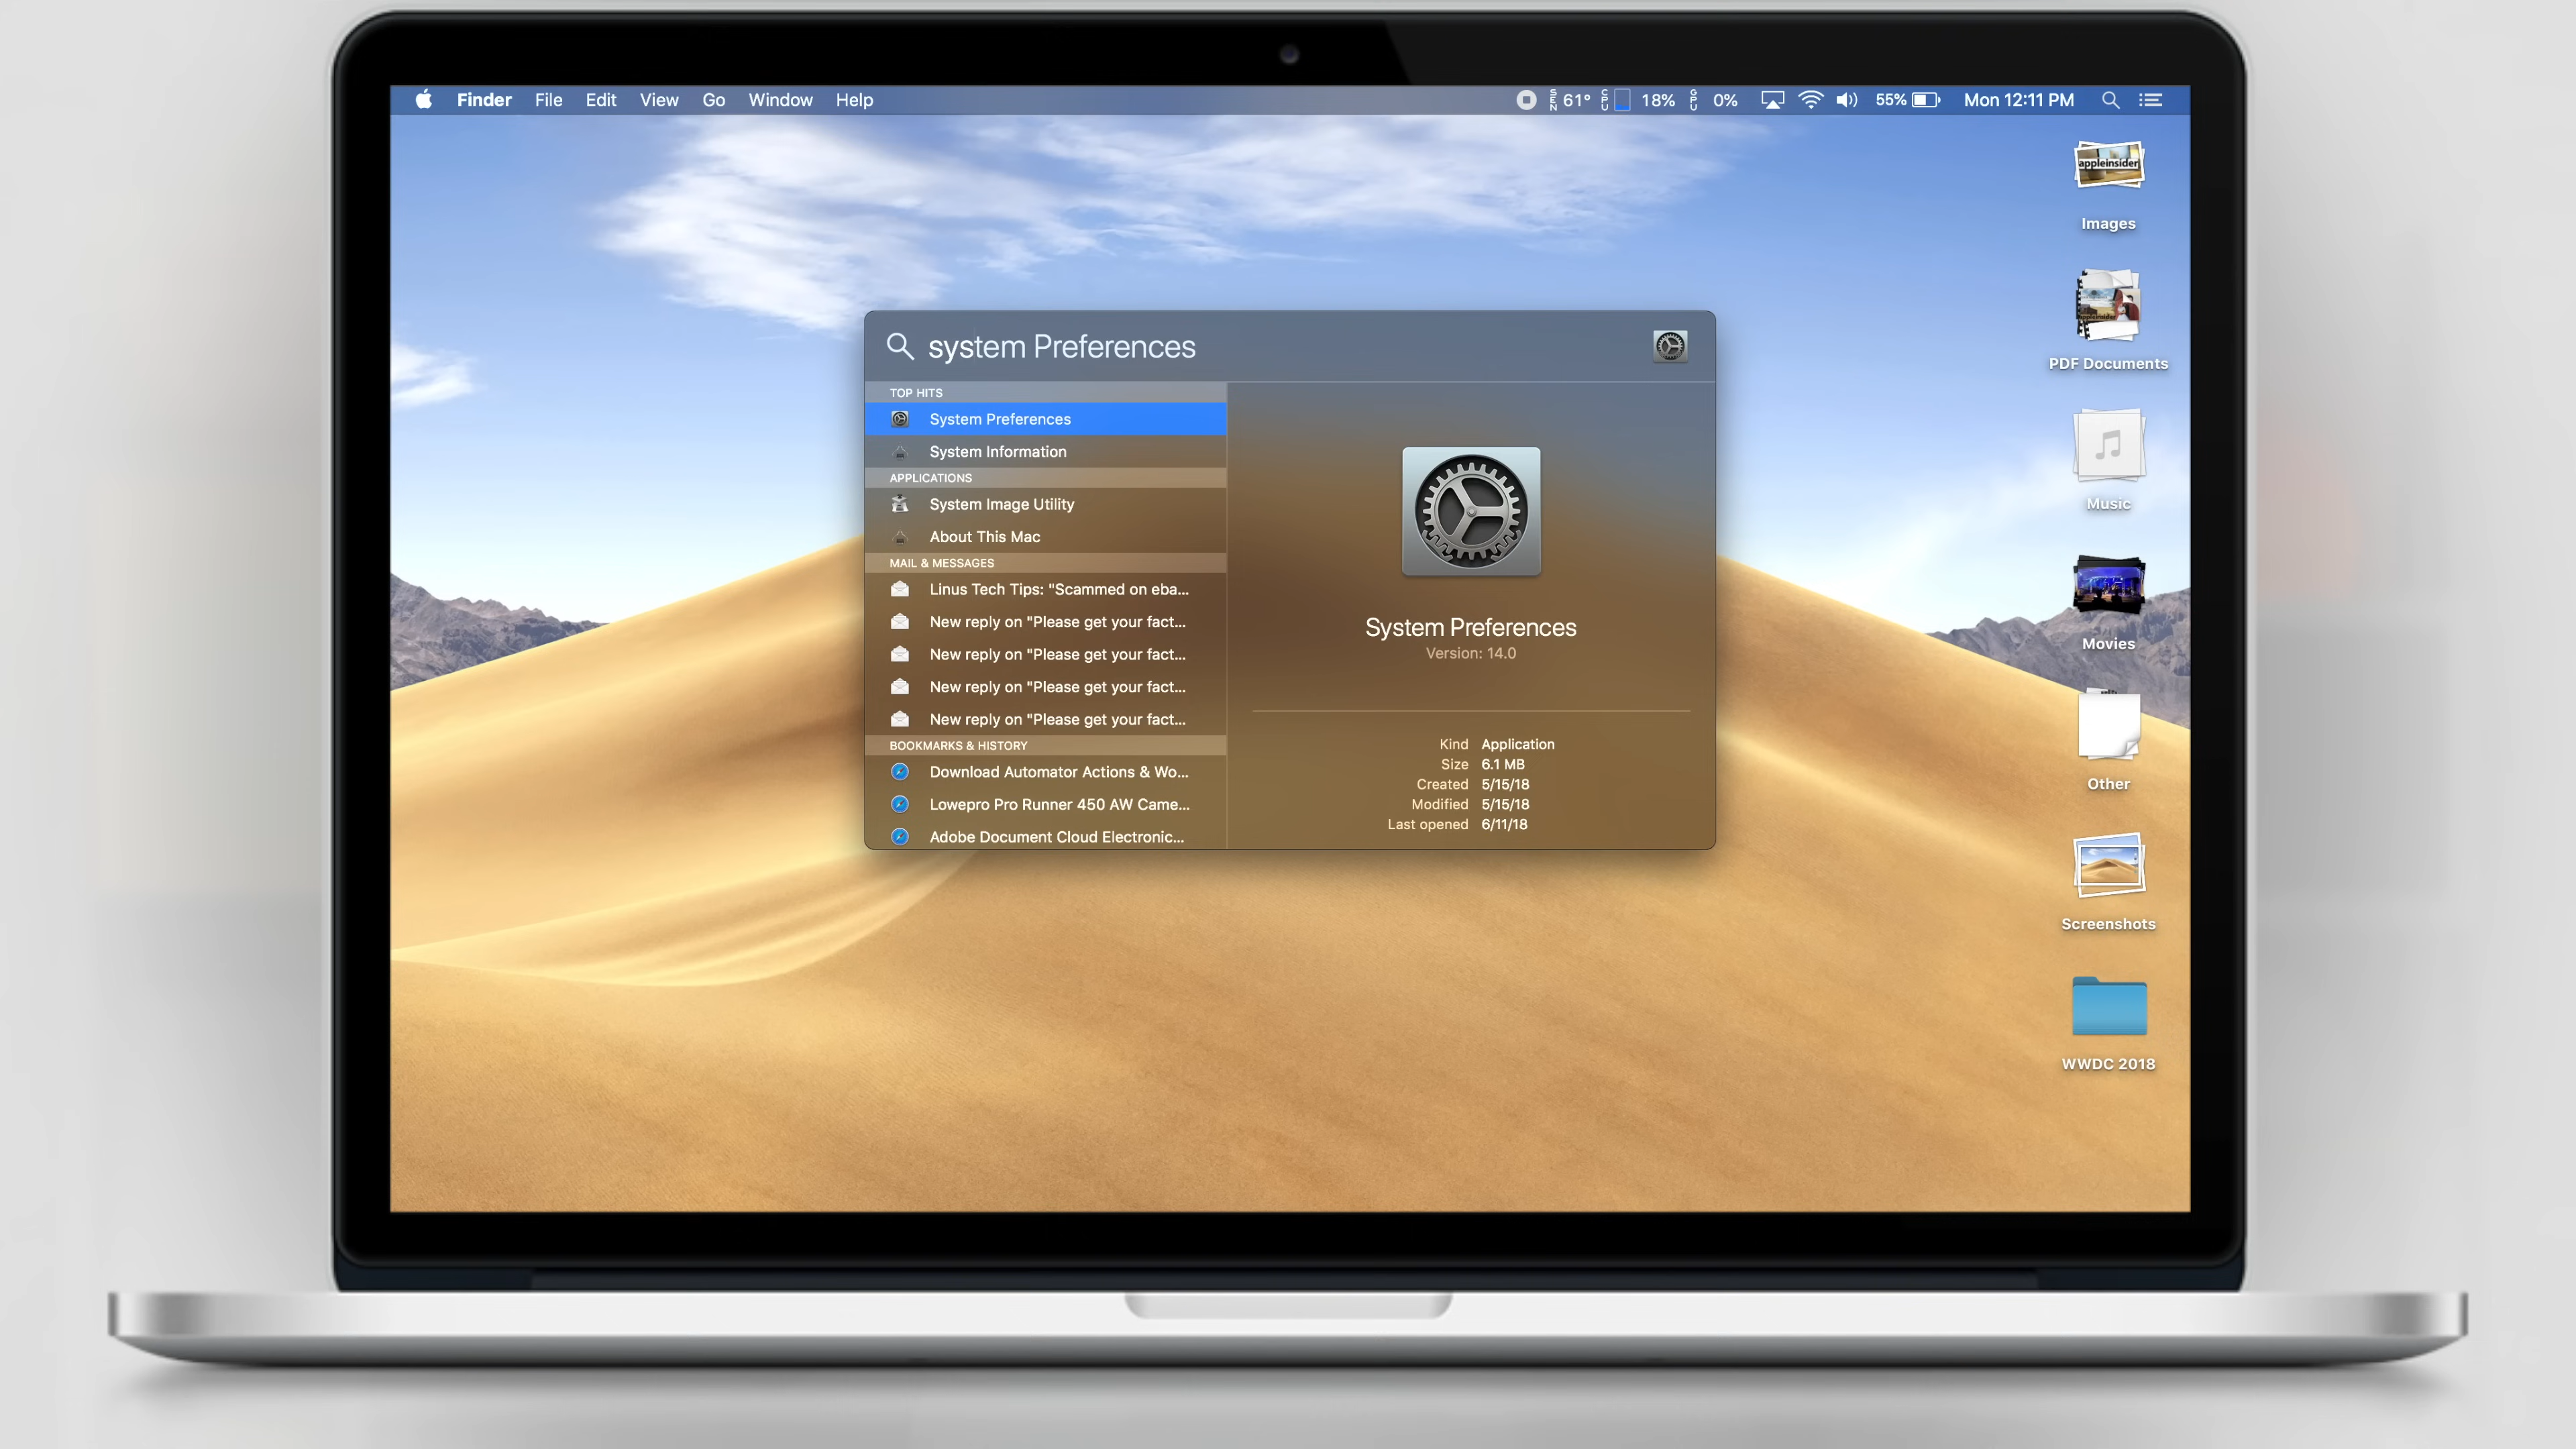 Finder File Edit View Go Window Help
SEN 61° CPU 18% GPU 0% 55% Mon 12:11 PM
appleinsider
Images
PDF Documents
Music
Movies
Other
Screenshots
WWDC 2018
system Preferences
TOP HITS
System Preferences
System Information
APPLICATIONS
System Image Utility
About This Mac
MAIL & MESSAGES
Linus Tech Tips: "Scammed on eba...
New reply on "Please get your fact...
New reply on "Please get your fact...
New reply on "Please get your fact...
New reply on "Please get your fact...
BOOKMARKS & HISTORY
Download Automator Actions & Wo...
Lowepro Pro Runner 450 AW Came...
Adobe Document Cloud Electronic...
System Preferences
Version: 14.0
Kind Application
Size 6.1 MB
Created 5/15/18
Modified 5/15/18
Last opened 6/11/18